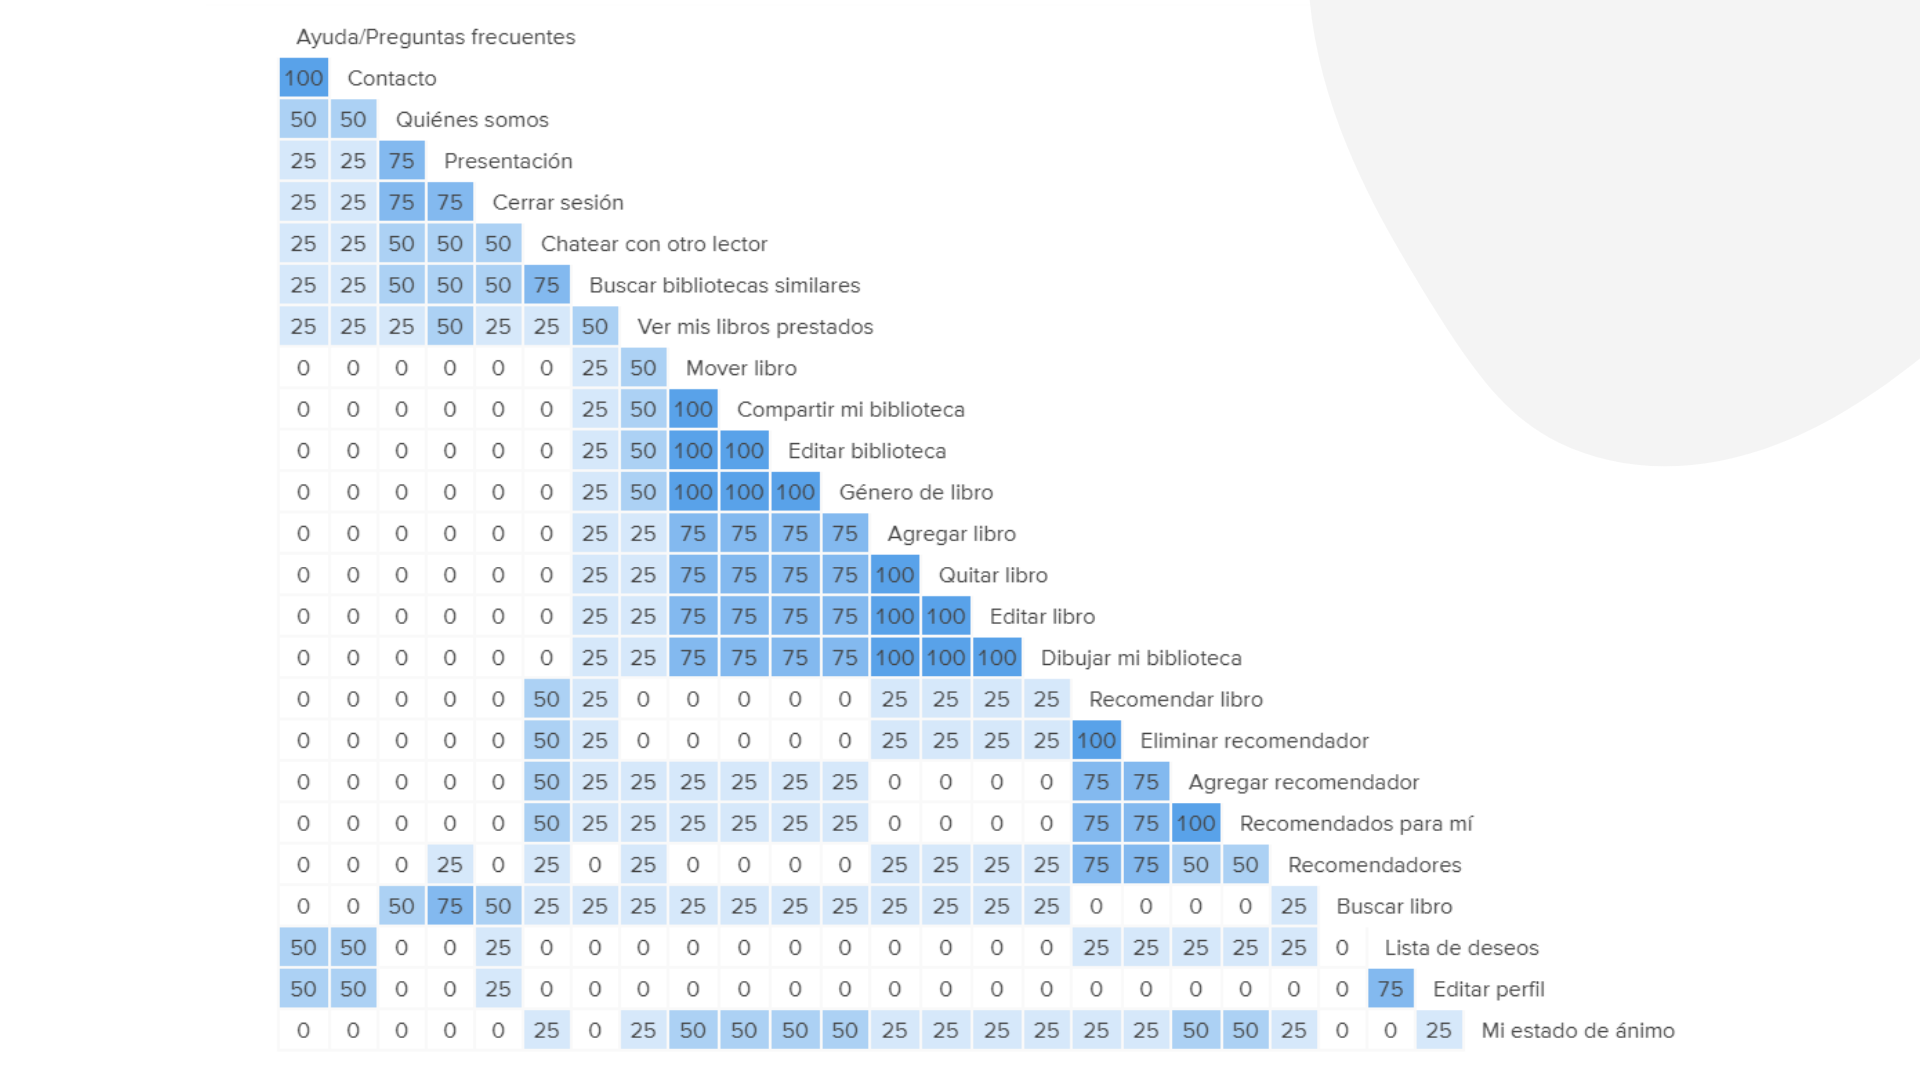 Ayuda/Preguntas frecuentes
100 Contacto
50 50 Quiénes somos
25 25 75 Presentación
25 25 75 75 Cerrar sesión
25 25 50 50 50 Chatear con otro lector
25 25 50 50 50 75 Buscar bibliotecas similares
25 25 25 50 25 25 50 Ver mis libros prestados
0 0 0 0 0 0 25 50 Mover libro
0 0 0 0 0 0 25 50 100 Compartir mi biblioteca
0 0 0 0 0 0 25 50 100 100 Editar biblioteca
0 0 0 0 0 0 25 50 100 100 100 Género de libro
0 0 0 0 0 0 25 25 75 75 75 75 Agregar libro
0 0 0 0 0 0 25 25 75 75 75 75 100 Quitar libro
0 0 0 0 0 0 25 25 75 75 75 75 100 100 Editar libro
0 0 0 0 0 0 25 25 75 75 75 75 100 100 100 Dibujar mi biblioteca
0 0 0 0 0 50 25 0 0 0 0 0 25 25 25 25 Recomendar libro
0 0 0 0 0 50 25 0 0 0 0 0 25 25 25 25 100 Eliminar recomendador
0 0 0 0 0 50 25 25 25 25 25 25 0 0 0 0 75 75 Agregar recomendador
0 0 0 0 0 50 25 25 25 25 25 25 0 0 0 0 75 75 100 Recomendados para mí
0 0 0 25 0 25 0 25 0 0 0 0 25 25 25 25 75 75 50 50 Recomendadores
0 0 50 75 50 25 25 25 25 25 25 25 25 25 25 25 0 0 0 0 25 Buscar libro
50 50 0 0 25 0 0 0 0 0 0 0 0 0 0 0 25 25 25 25 25 0 Lista de deseos
50 50 0 0 25 0 0 0 0 0 0 0 0 0 0 0 0 0 0 0 0 0 75 Editar perfil
0 0 0 0 0 25 0 25 50 50 50 50 25 25 25 25 25 25 50 50 25 0 0 25 Mi estado de ánimo